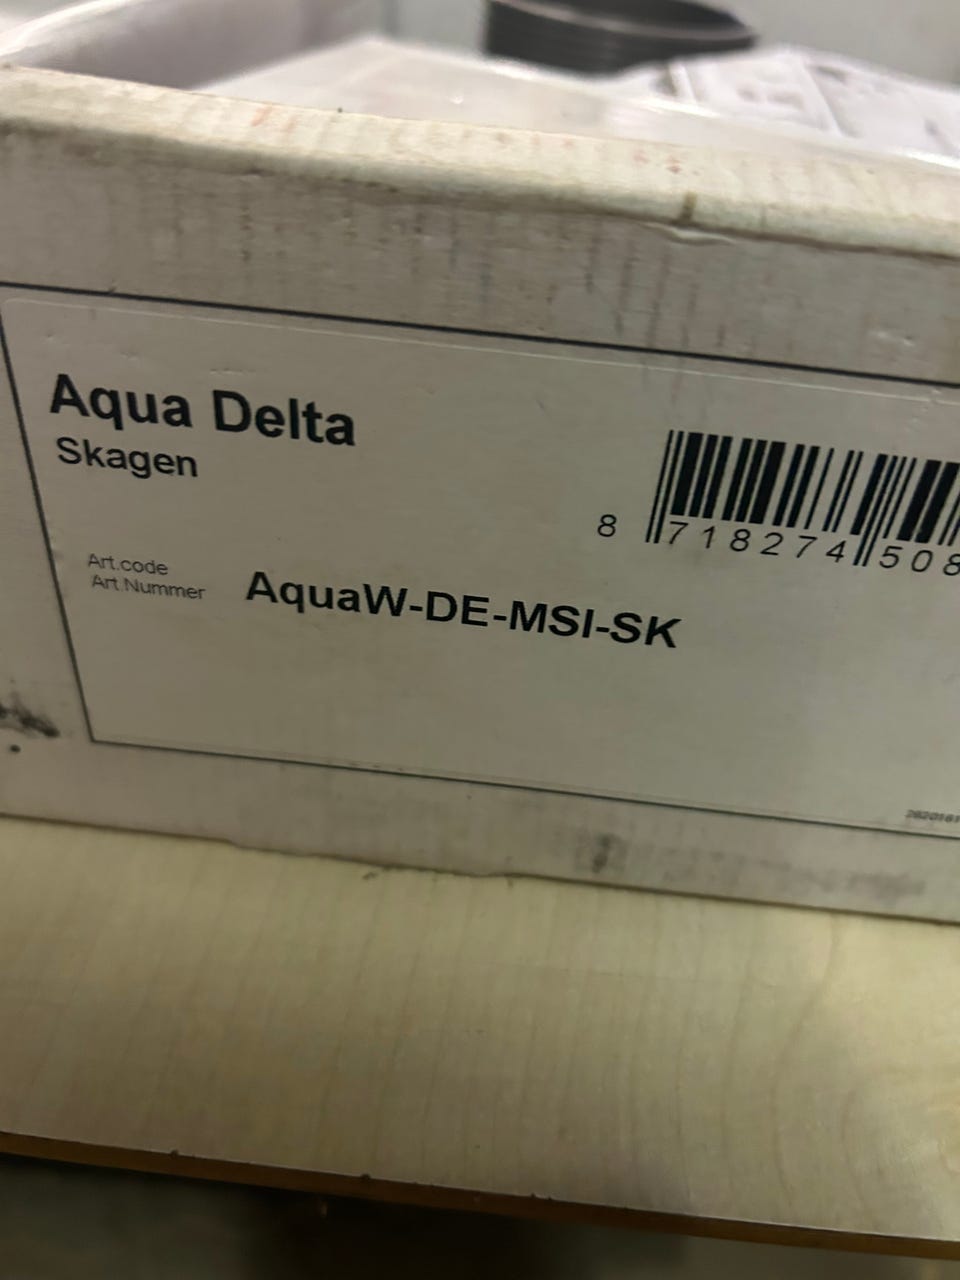 Aqua Delta
Skagen
8 718274 508
Art.code
Art.Nummer AquaW-DE-MSI-SK